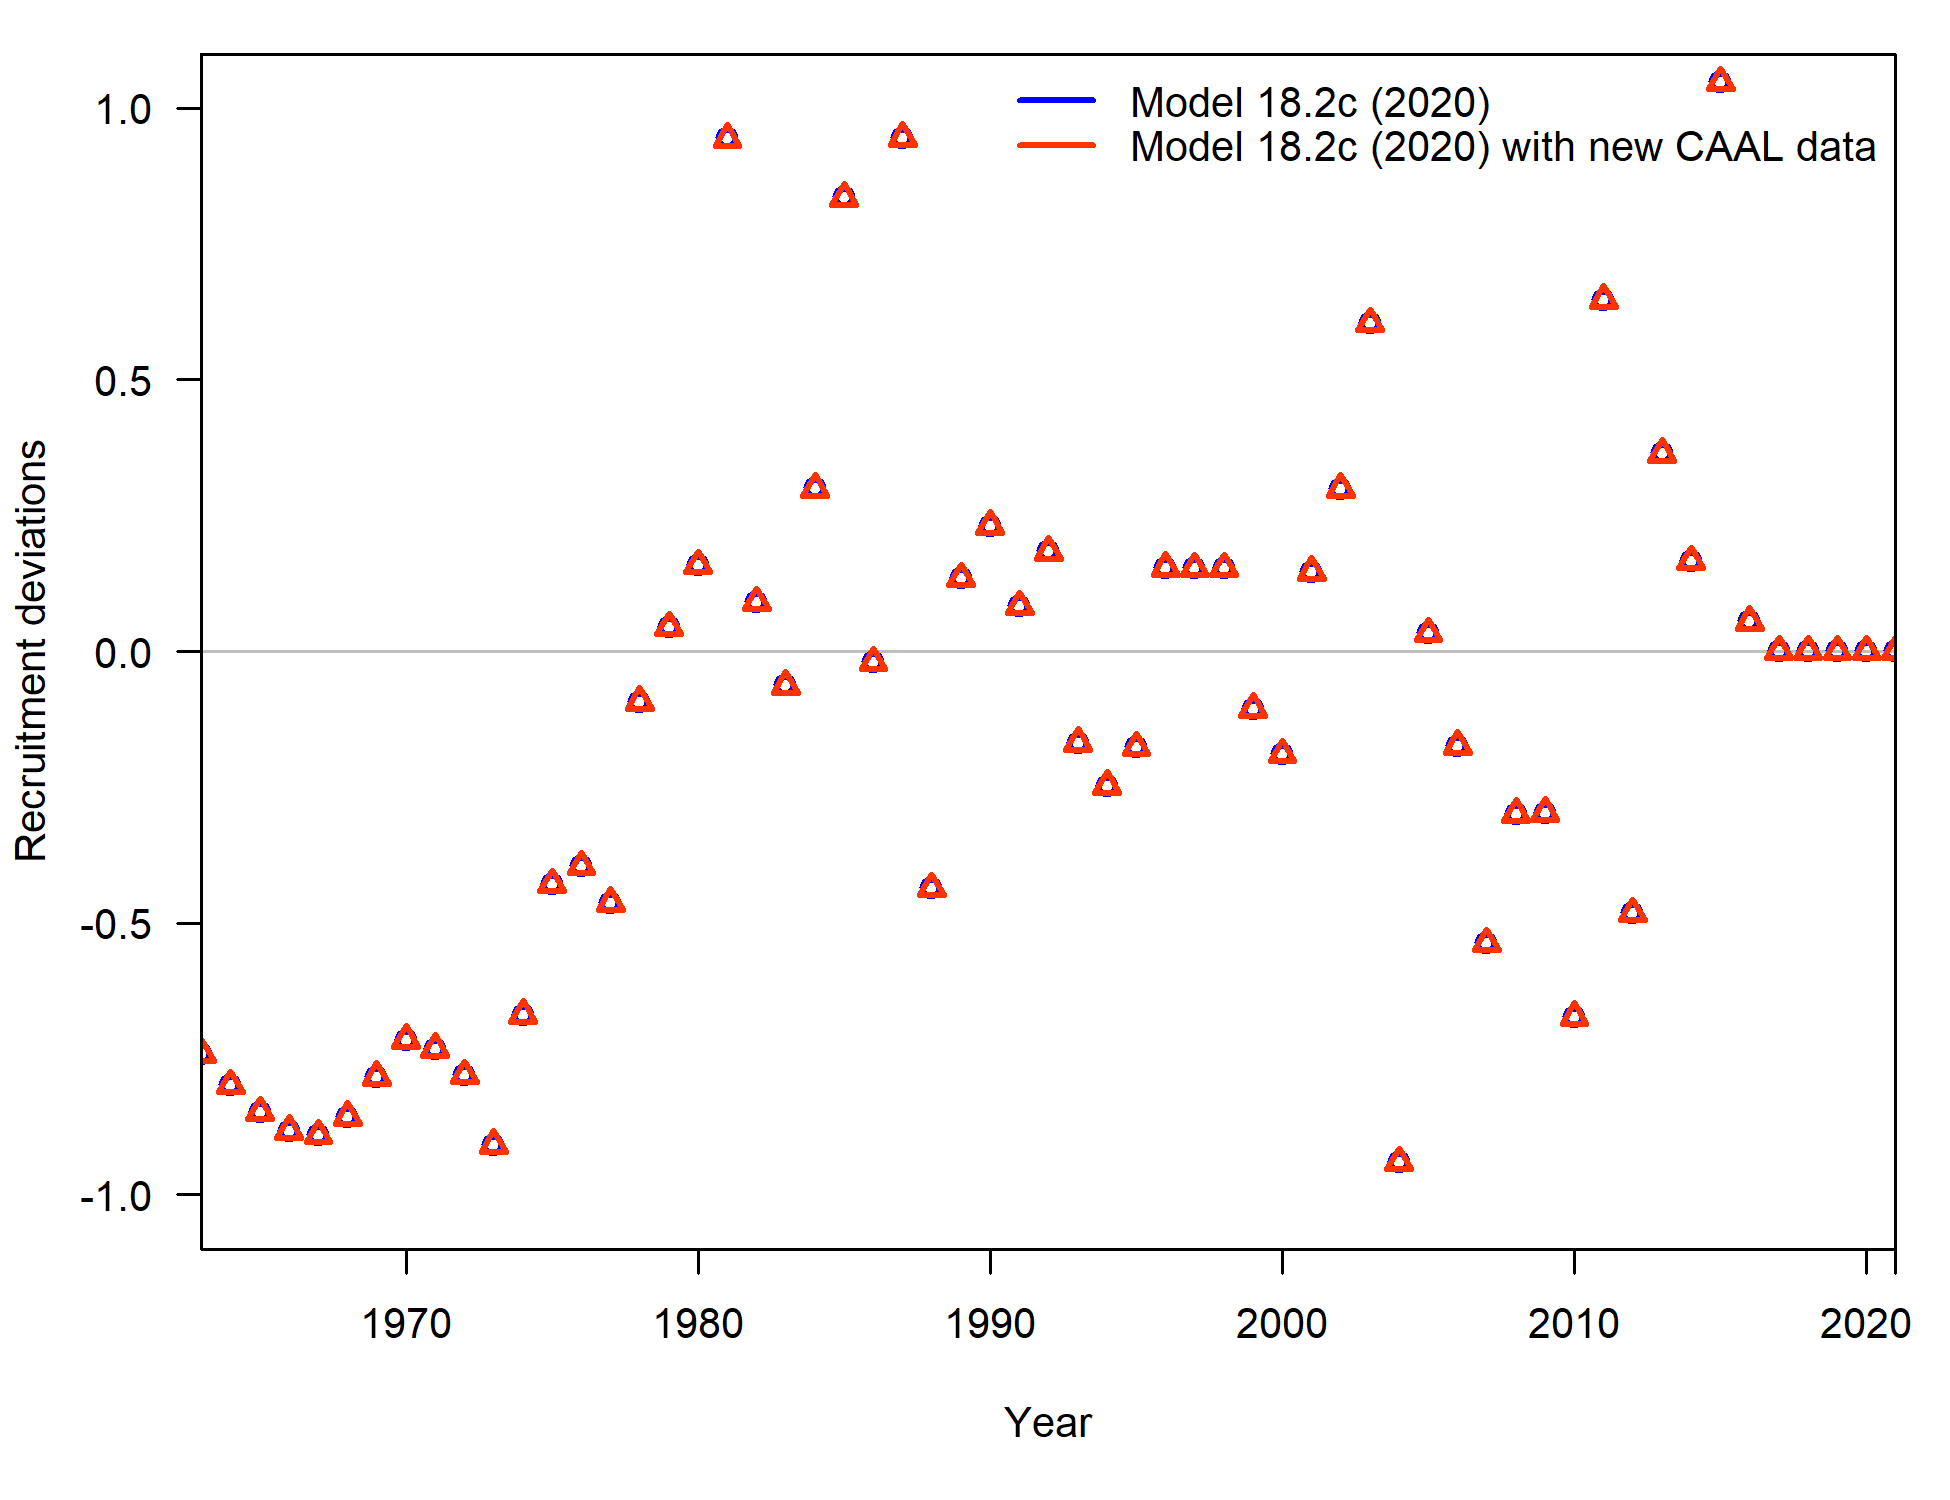 Model 18.2c (2020)
Model 18.2c (2020) with new CAAL data
1.0
0.5
0.0
-0.5
-1.0
Recruitment deviations
1970
1980
1990
2000
2010
2020
Year